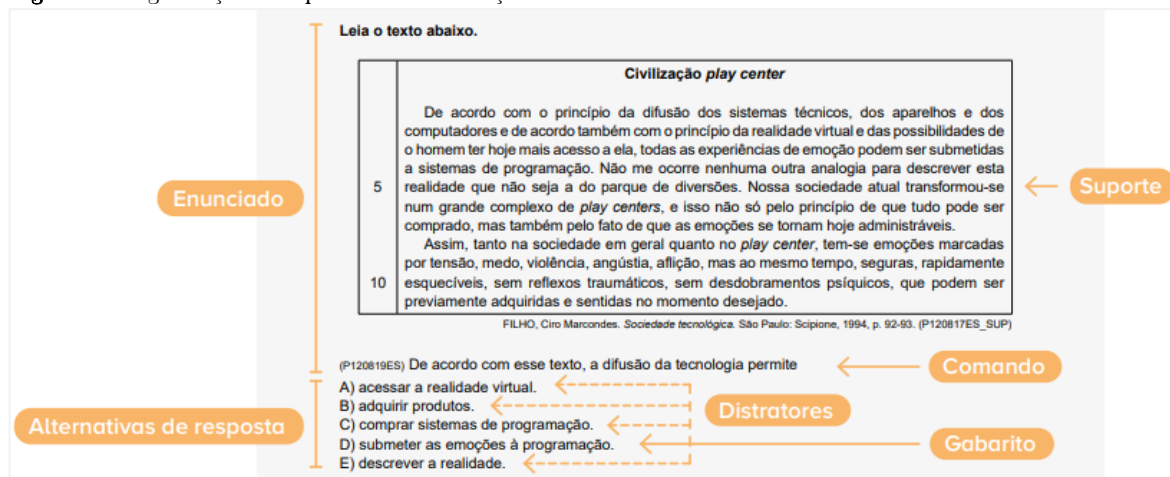 Leia o texto abaixo.
Civilização play center
De acordo com o princípio da difusão dos sistemas técnicos, dos aparelhos e dos
computadores e de acordo também com o princípio da realidade virtual e das possibilidades de
o homem ter hoje mais acesso a ela, todas as experiências de emoção podem ser submetidas
a sistemas de programação. Não me ocorre nenhuma outra analogia para descrever esta
5 realidade que não seja a do parque de diversões. Nossa sociedade atual transformou-se
num grande complexo de play centers, e isso não só pelo princípio de que tudo pode ser
comprado, mas também pelo fato de que as emoções se tornam hoje administráveis.
Assim, tanto na sociedade em geral quanto no play center, tem-se emoções marcadas
por tensão, medo, violência, angústia, aflição, mas ao mesmo tempo, seguras, rapidamente
10 esquecíveis, sem reflexos traumáticos, sem desdobramentos psíquicos, que podem ser
previamente adquiridas e sentidas no momento desejado.
FILHO, Ciro Marcondes. Sociedade tecnológica. São Paulo: Scipione, 1994, p. 92-93. (P120817ES_SUP)
Enunciado
Suporte
(P120819ES) De acordo com esse texto, a difusão da tecnologia permite
Comando
A) acessar a realidade virtual.
B) adquirir produtos.
C) comprar sistemas de programação.
D) submeter as emoções à programação.
E) descrever a realidade.
Alternativas de resposta
Distratores
Gabarito